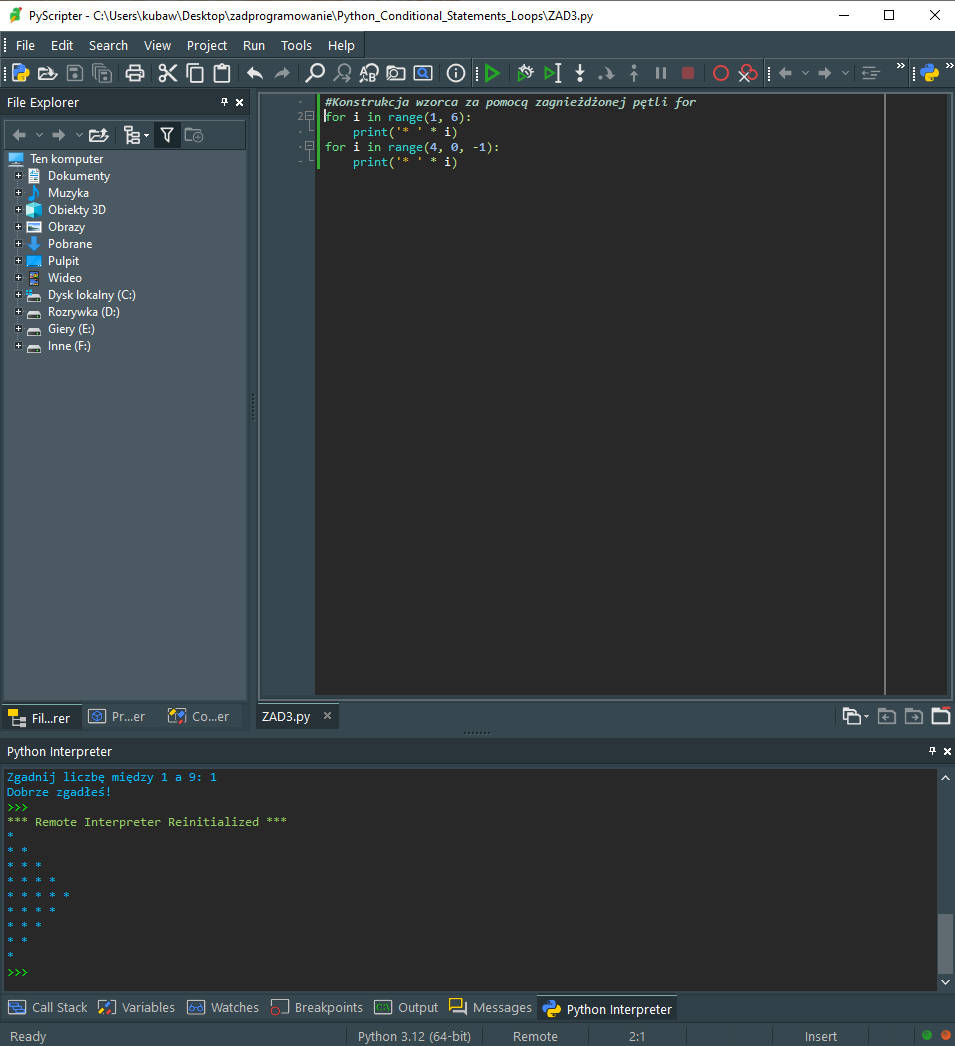 PyScripter - C:\Users\kubaw\Desktop\zadprogramowanie\Python_Conditional_Statements_Loops\ZAD3.py
File Edit Search View Project Run Tools Help
File Explorer
Ten komputer
Dokumenty
Muzyka
Obiekty 3D
Obrazy
Pobrane
Pulpit
Wideo
Dysk lokalny (C:)
Rozrywka (D:)
Giery (E:)
Inne (F:)
Fil...rer Pr...er Co...er
#Konstrukcja wzorca za pomocą zagnieżdżonej pętli for
2 for i in range(1, 6):
print('* ' * i)
for i in range(4, 0, -1):
print('* ' * i)
ZAD3.py
Python Interpreter
Zgadnij liczbę między 1 a 9: 1
Dobrze zgadłeś!
>>>
*** Remote Interpreter Reinitialized ***
*
* *
* * *
* * * *
* * * * *
* * * *
* * *
* *
*
>>>
Call Stack Variables Watches Breakpoints Output Messages Python Interpreter
Ready Python 3.12 (64-bit) Remote 2:1 Insert